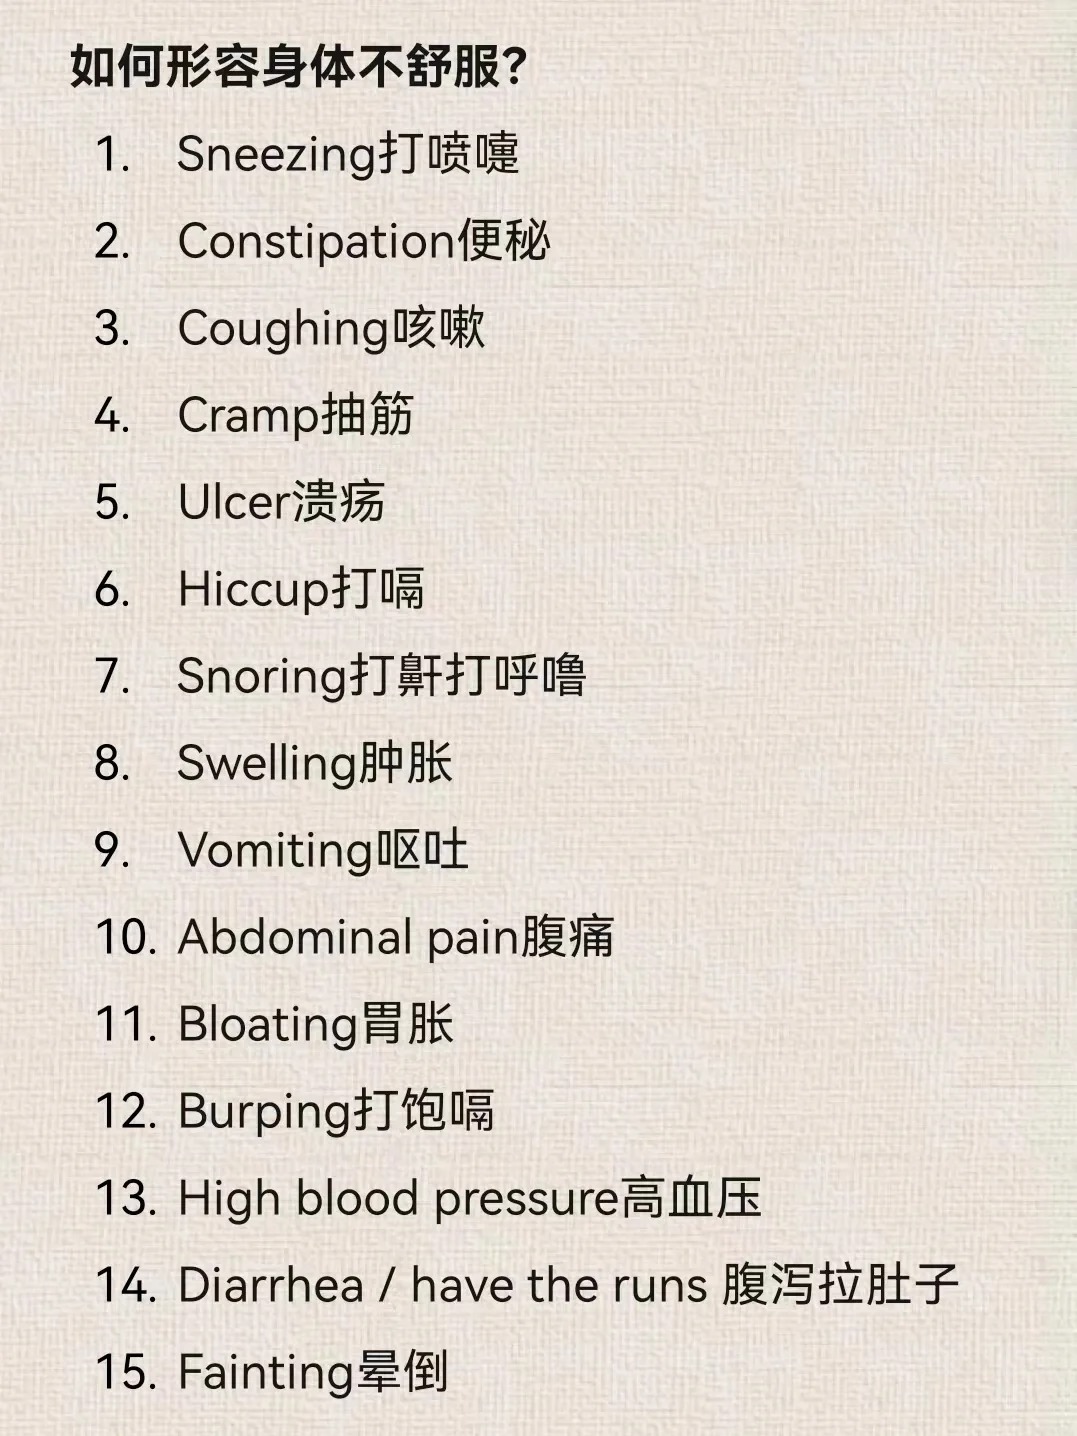 如何形容身体不舒服?
1. Sneezing打喷嚏
2. Constipation便秘
3. Coughing咳嗽
4. Cramp抽筋
5. Ulcer溃疡
6. Hiccup打嗝
7. Snoring打鼾打呼噜
8. Swelling肿胀
9. Vomiting呕吐
10. Abdominal pain腹痛
11. Bloating胃胀
12. Burping打饱嗝
13. High blood pressure高血压
14. Diarrhea / have the runs 腹泻拉肚子
15. Fainting晕倒